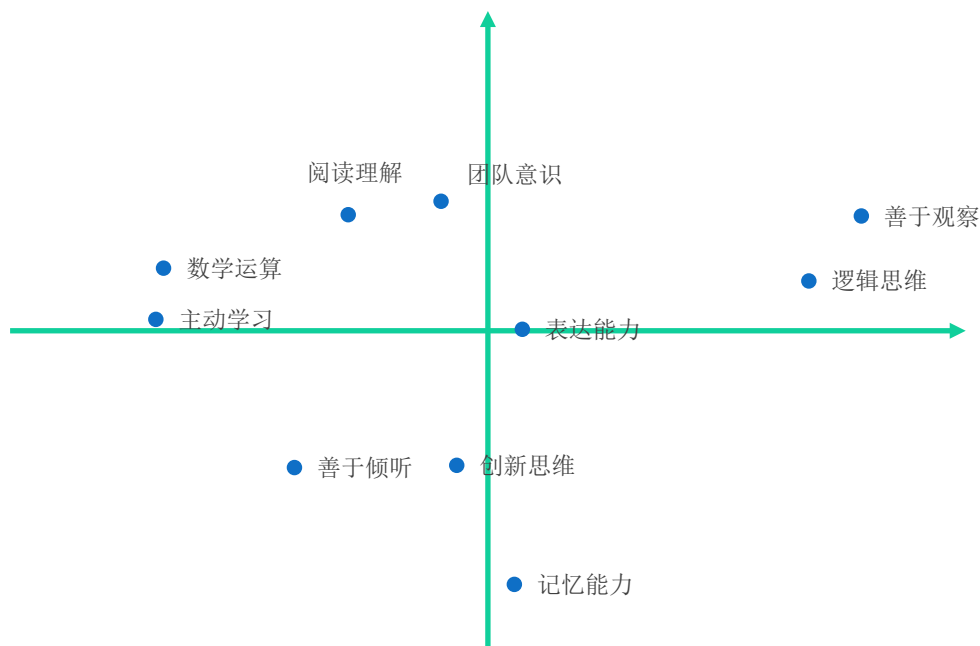 阅读理解
团队意识
善于观察
数学运算
逻辑思维
主动学习
表达能力
善于倾听
创新思维
记忆能力